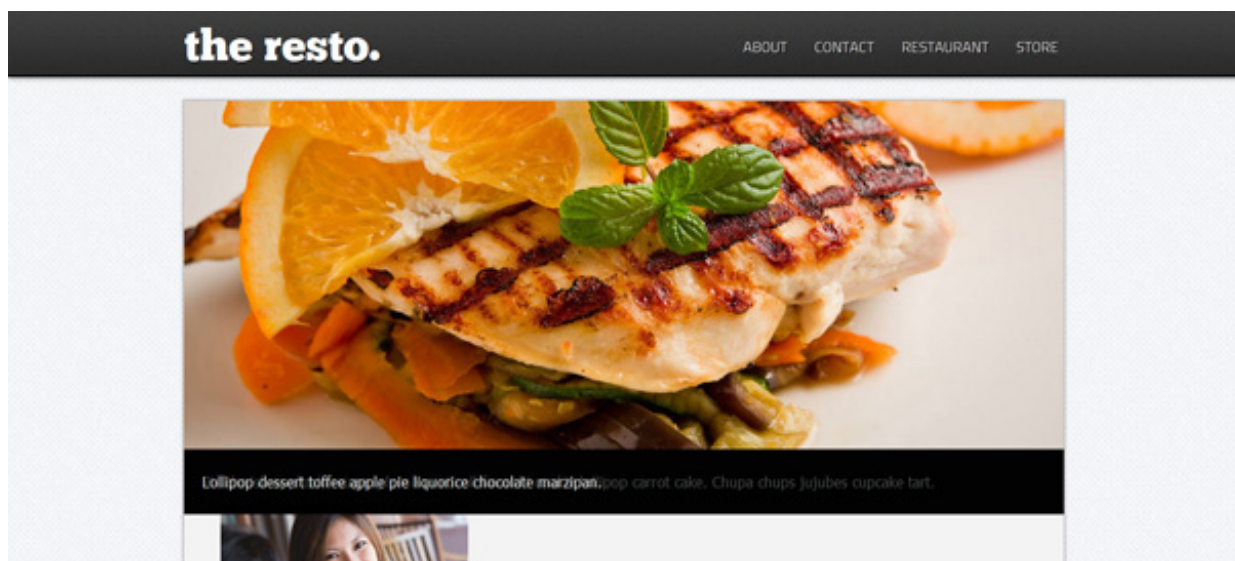 the resto.
ABOUT CONTACT RESTAURANT STORE
Lollipop dessert toffee apple pie liquorice chocolate marzipan. carrot cake. Chupa chups jujubes cupcake tart.